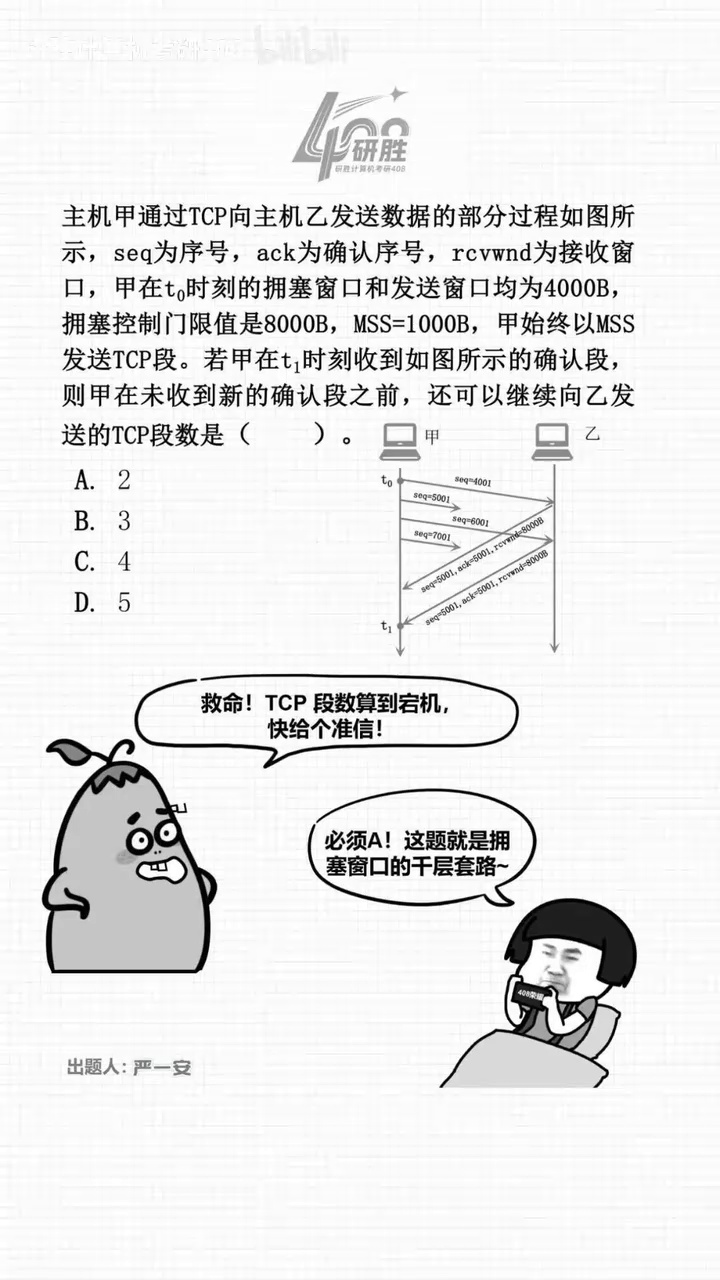 bilibili
400
研胜
研胜计算机考研409
主机甲通过TCP向主机乙发送数据的部分过程如图所
示，seq为序号，ack为确认序号，rcvwnd为接收窗
口，甲在t0时刻的拥塞窗口和发送窗口均为4000B，
拥塞控制门限值是8000B，MSS=1000B，甲始终以MSS
发送TCP段。若甲在t1时刻收到如图所示的确认段，
则甲在未收到新的确认段之前，还可以继续向乙发
送的TCP段数是（　　）。
甲
乙
A. 2
B. 3
C. 4
D. 5
t0
seq=4001
seq=5001
seq=6001
seq=7001
seq=5001,ack=5001,rcvwnd=8000B
seq=5001,ack=5001,rcvwnd=8000B
t1
救命！TCP 段数算到宕机，
快给个准信！
必须A！这题就是拥
塞窗口的千层套路~
408荣耀
出题人：严一安